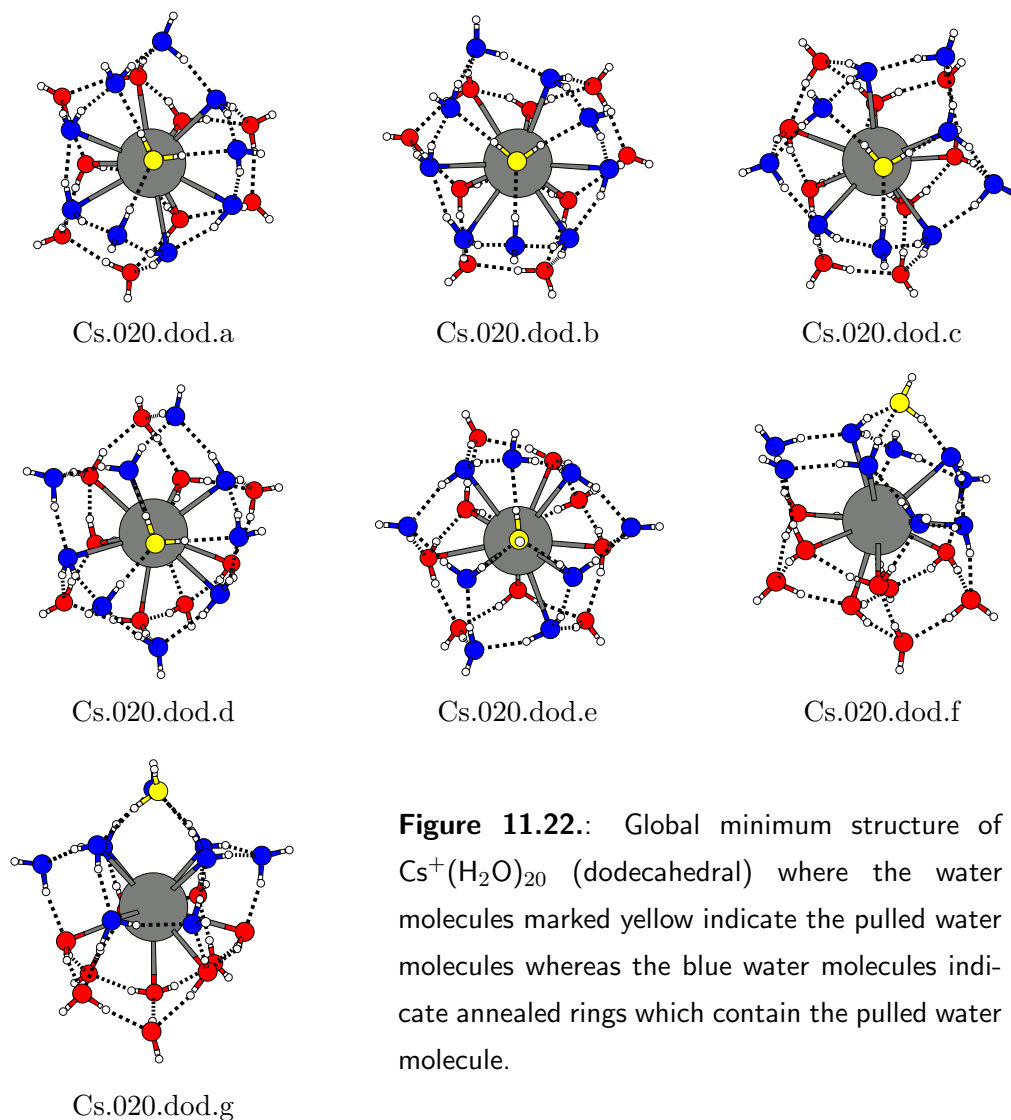 Cs.020.dod.a
Cs.020.dod.b
Cs.020.dod.c
Cs.020.dod.d
Cs.020.dod.e
Cs.020.dod.f
Cs.020.dod.g
Figure 11.22.: Global minimum structure of
Cs⁺(H₂O)₂₀ (dodecahedral) where the water
molecules marked yellow indicate the pulled water
molecules whereas the blue water molecules indi-
cate annealed rings which contain the pulled water
molecule.